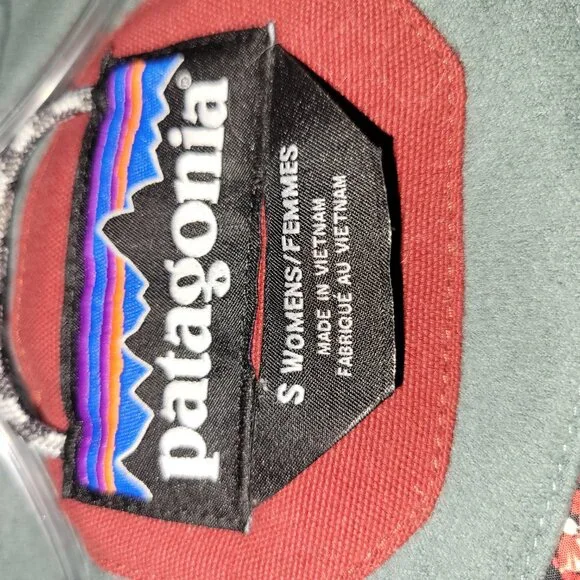 patagonia®
S WOMENS/FEMMES
MADE IN VIETNAM
FABRIQUÉ AU VIETNAM